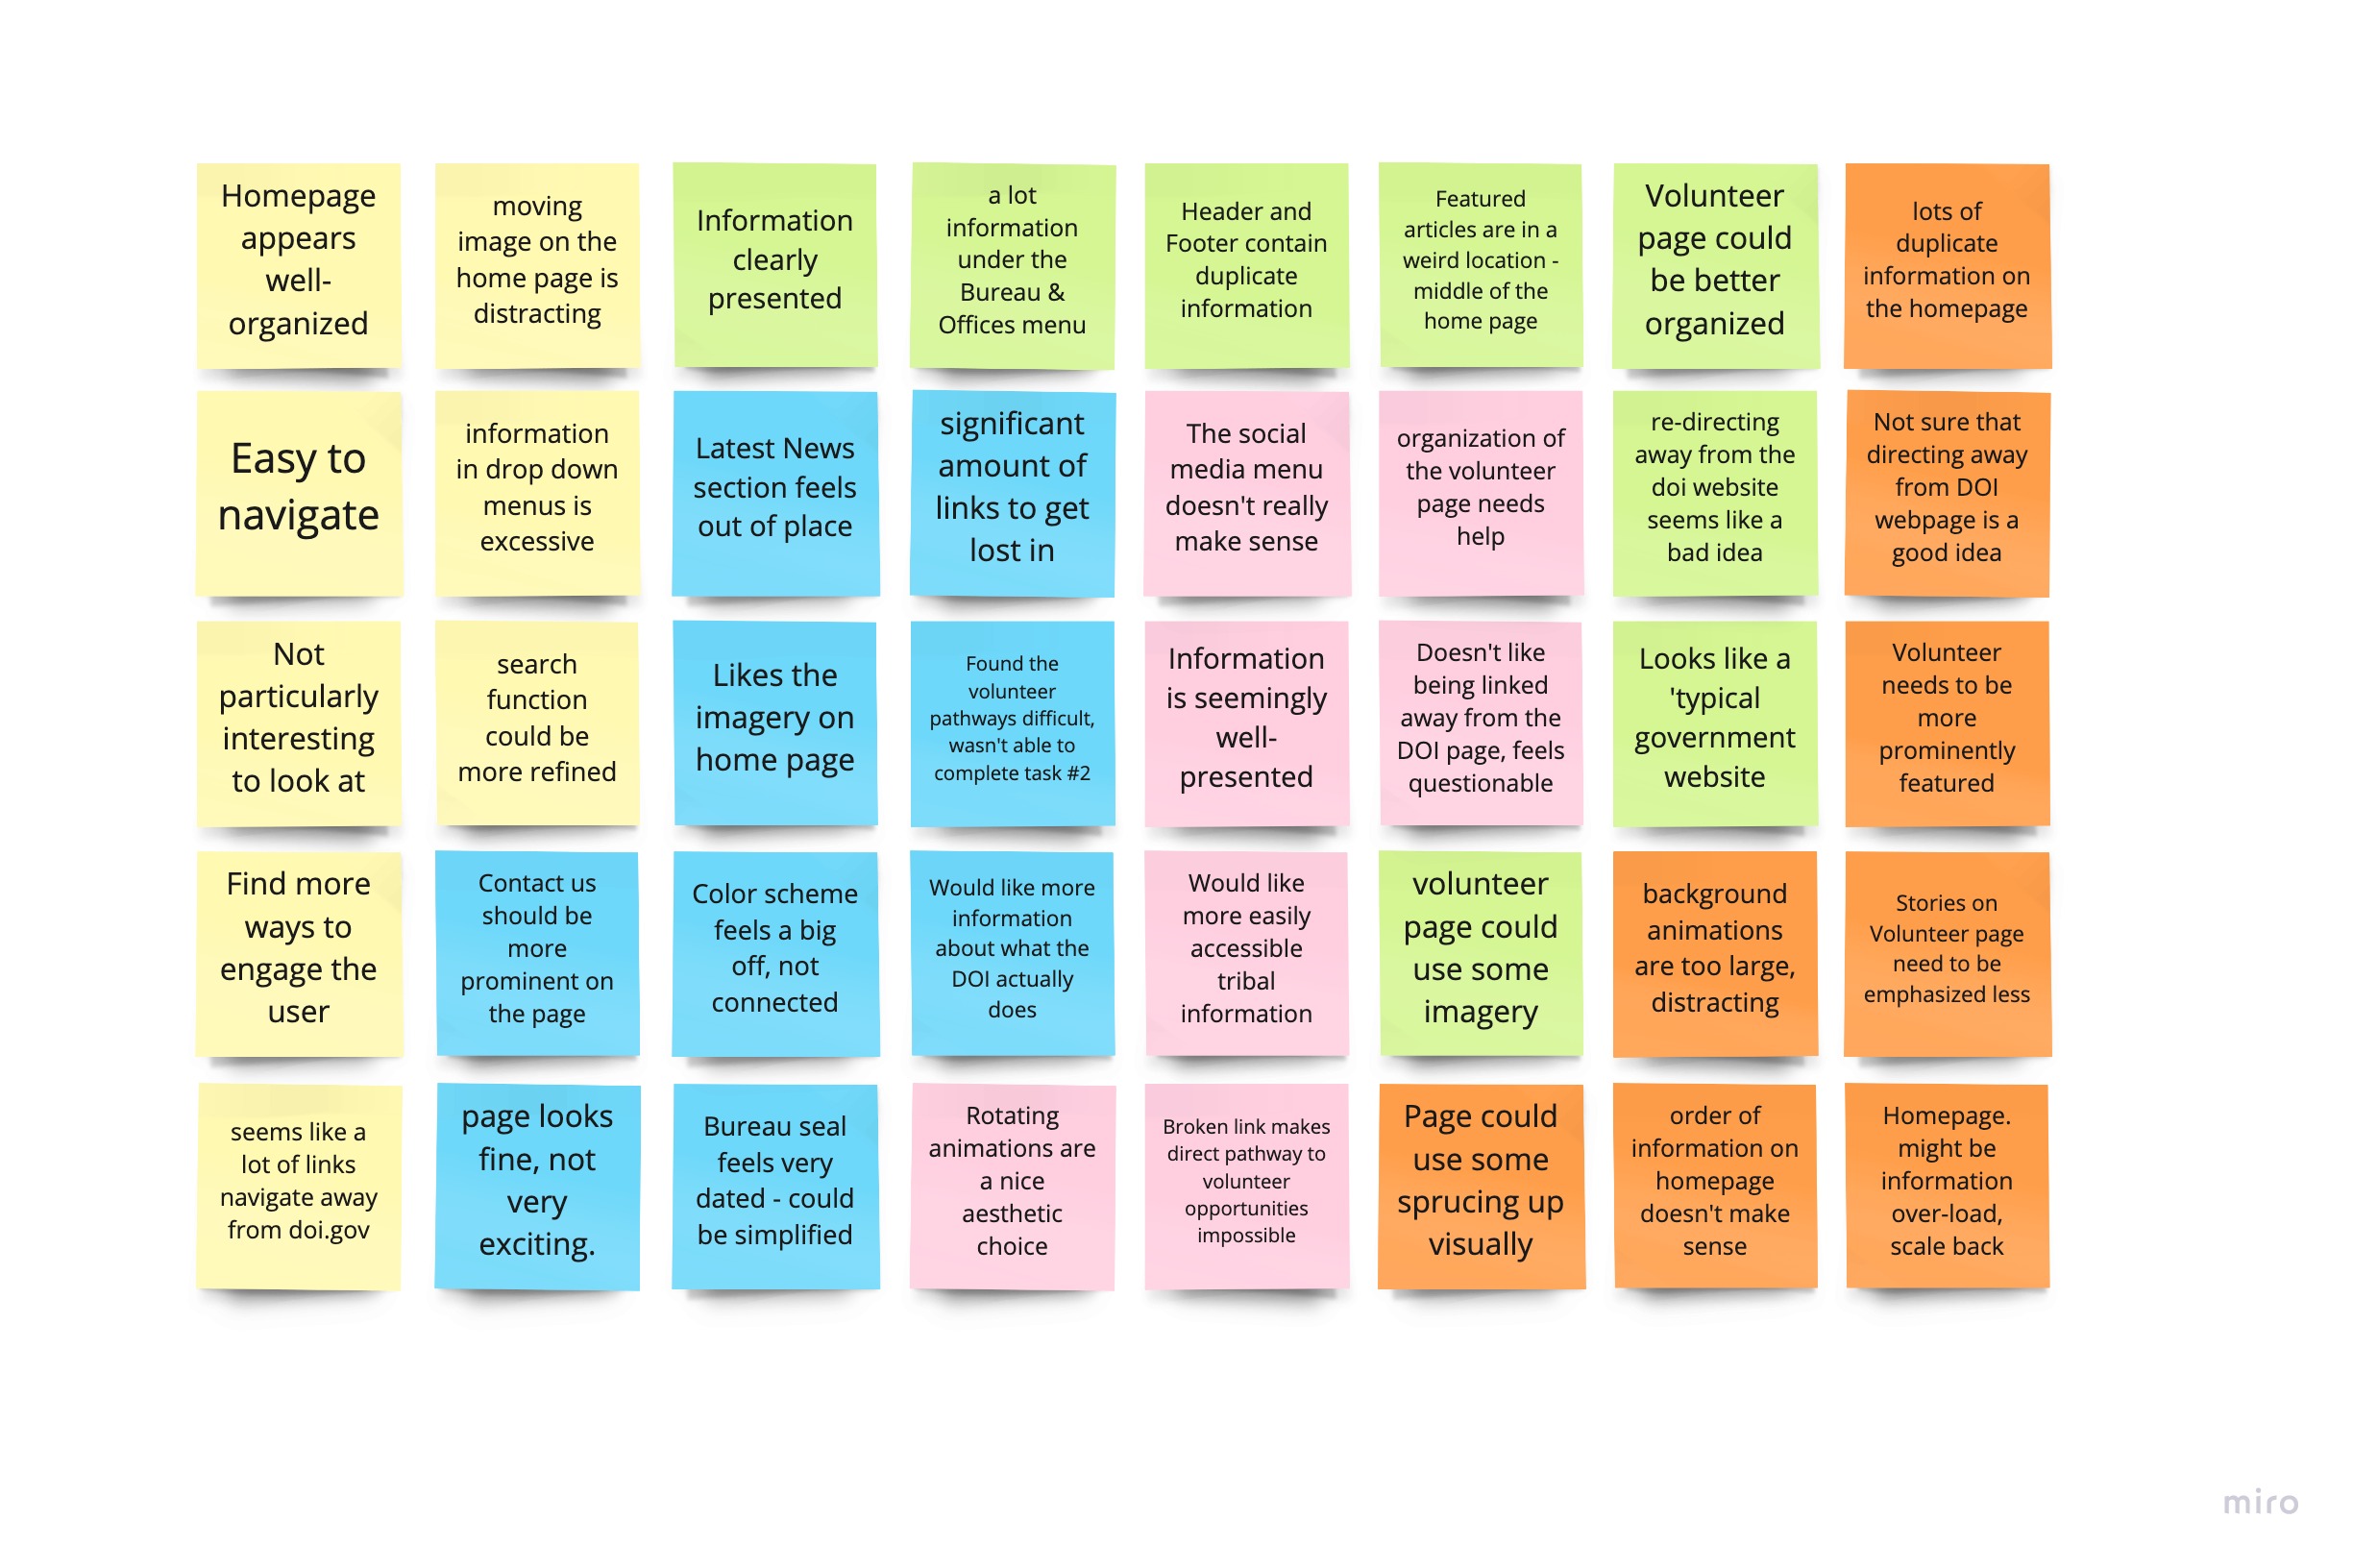 Homepage
appears
well-
organized
moving
image on the
home page is
distracting
Information
clearly
presented
a lot
information
under the
Bureau &
Offices menu
Header and
Footer contain
duplicate
information
Featured
articles are in a
weird location -
middle of the
home page
Volunteer
page could
be better
organized
lots of
duplicate
information on
the homepage
Easy to
navigate
information
in drop down
menus is
excessive
Latest News
section feels
out of place
significant
amount of
links to get
lost in
The social
media menu
doesn't really
make sense
organization of
the volunteer
page needs
help
re-directing
away from the
doi website
seems like a
bad idea
Not sure that
directing away
from DOI
webpage is a
good idea
Not
particularly
interesting
to look at
search
function
could be
more refined
Likes the
imagery on
home page
Found the
volunteer
pathways difficult,
wasn't able to
complete task #2
Information
is seemingly
well-
presented
Doesn't like
being linked
away from the
DOI page, feels
questionable
Looks like a
'typical
government
website
Volunteer
needs to be
more
prominently
featured
Find more
ways to
engage the
user
Contact us
should be
more
prominent on
the page
Color scheme
feels a big
off, not
connected
Would like more
information
about what the
DOI actually
does
Would like
more easily
accessible
tribal
information
volunteer
page could
use some
imagery
background
animations
are too large,
distracting
Stories on
Volunteer page
need to be
emphasized less
seems like a
lot of links
navigate away
from doi.gov
page looks
fine, not
very
exciting.
Bureau seal
feels very
dated - could
be simplified
Rotating
animations are
a nice
aesthetic
choice
Broken link makes
direct pathway to
volunteer
opportunities
impossible
Page could
use some
sprucing up
visually
order of
information on
homepage
doesn't make
sense
Homepage.
might be
information
over-load,
scale back
miro